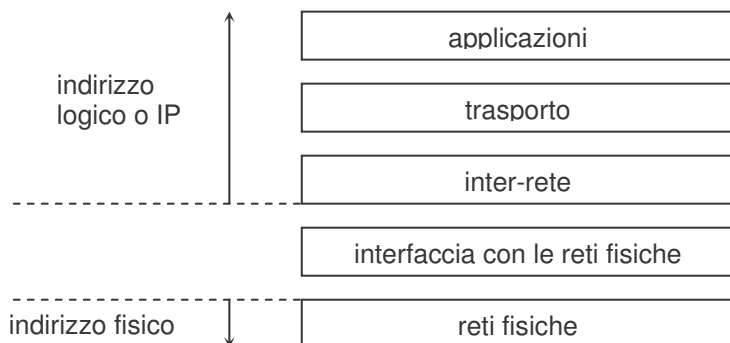 applicazioni
indirizzo
logico o IP
trasporto
inter-rete
interfaccia con le reti fisiche
indirizzo fisico
reti fisiche